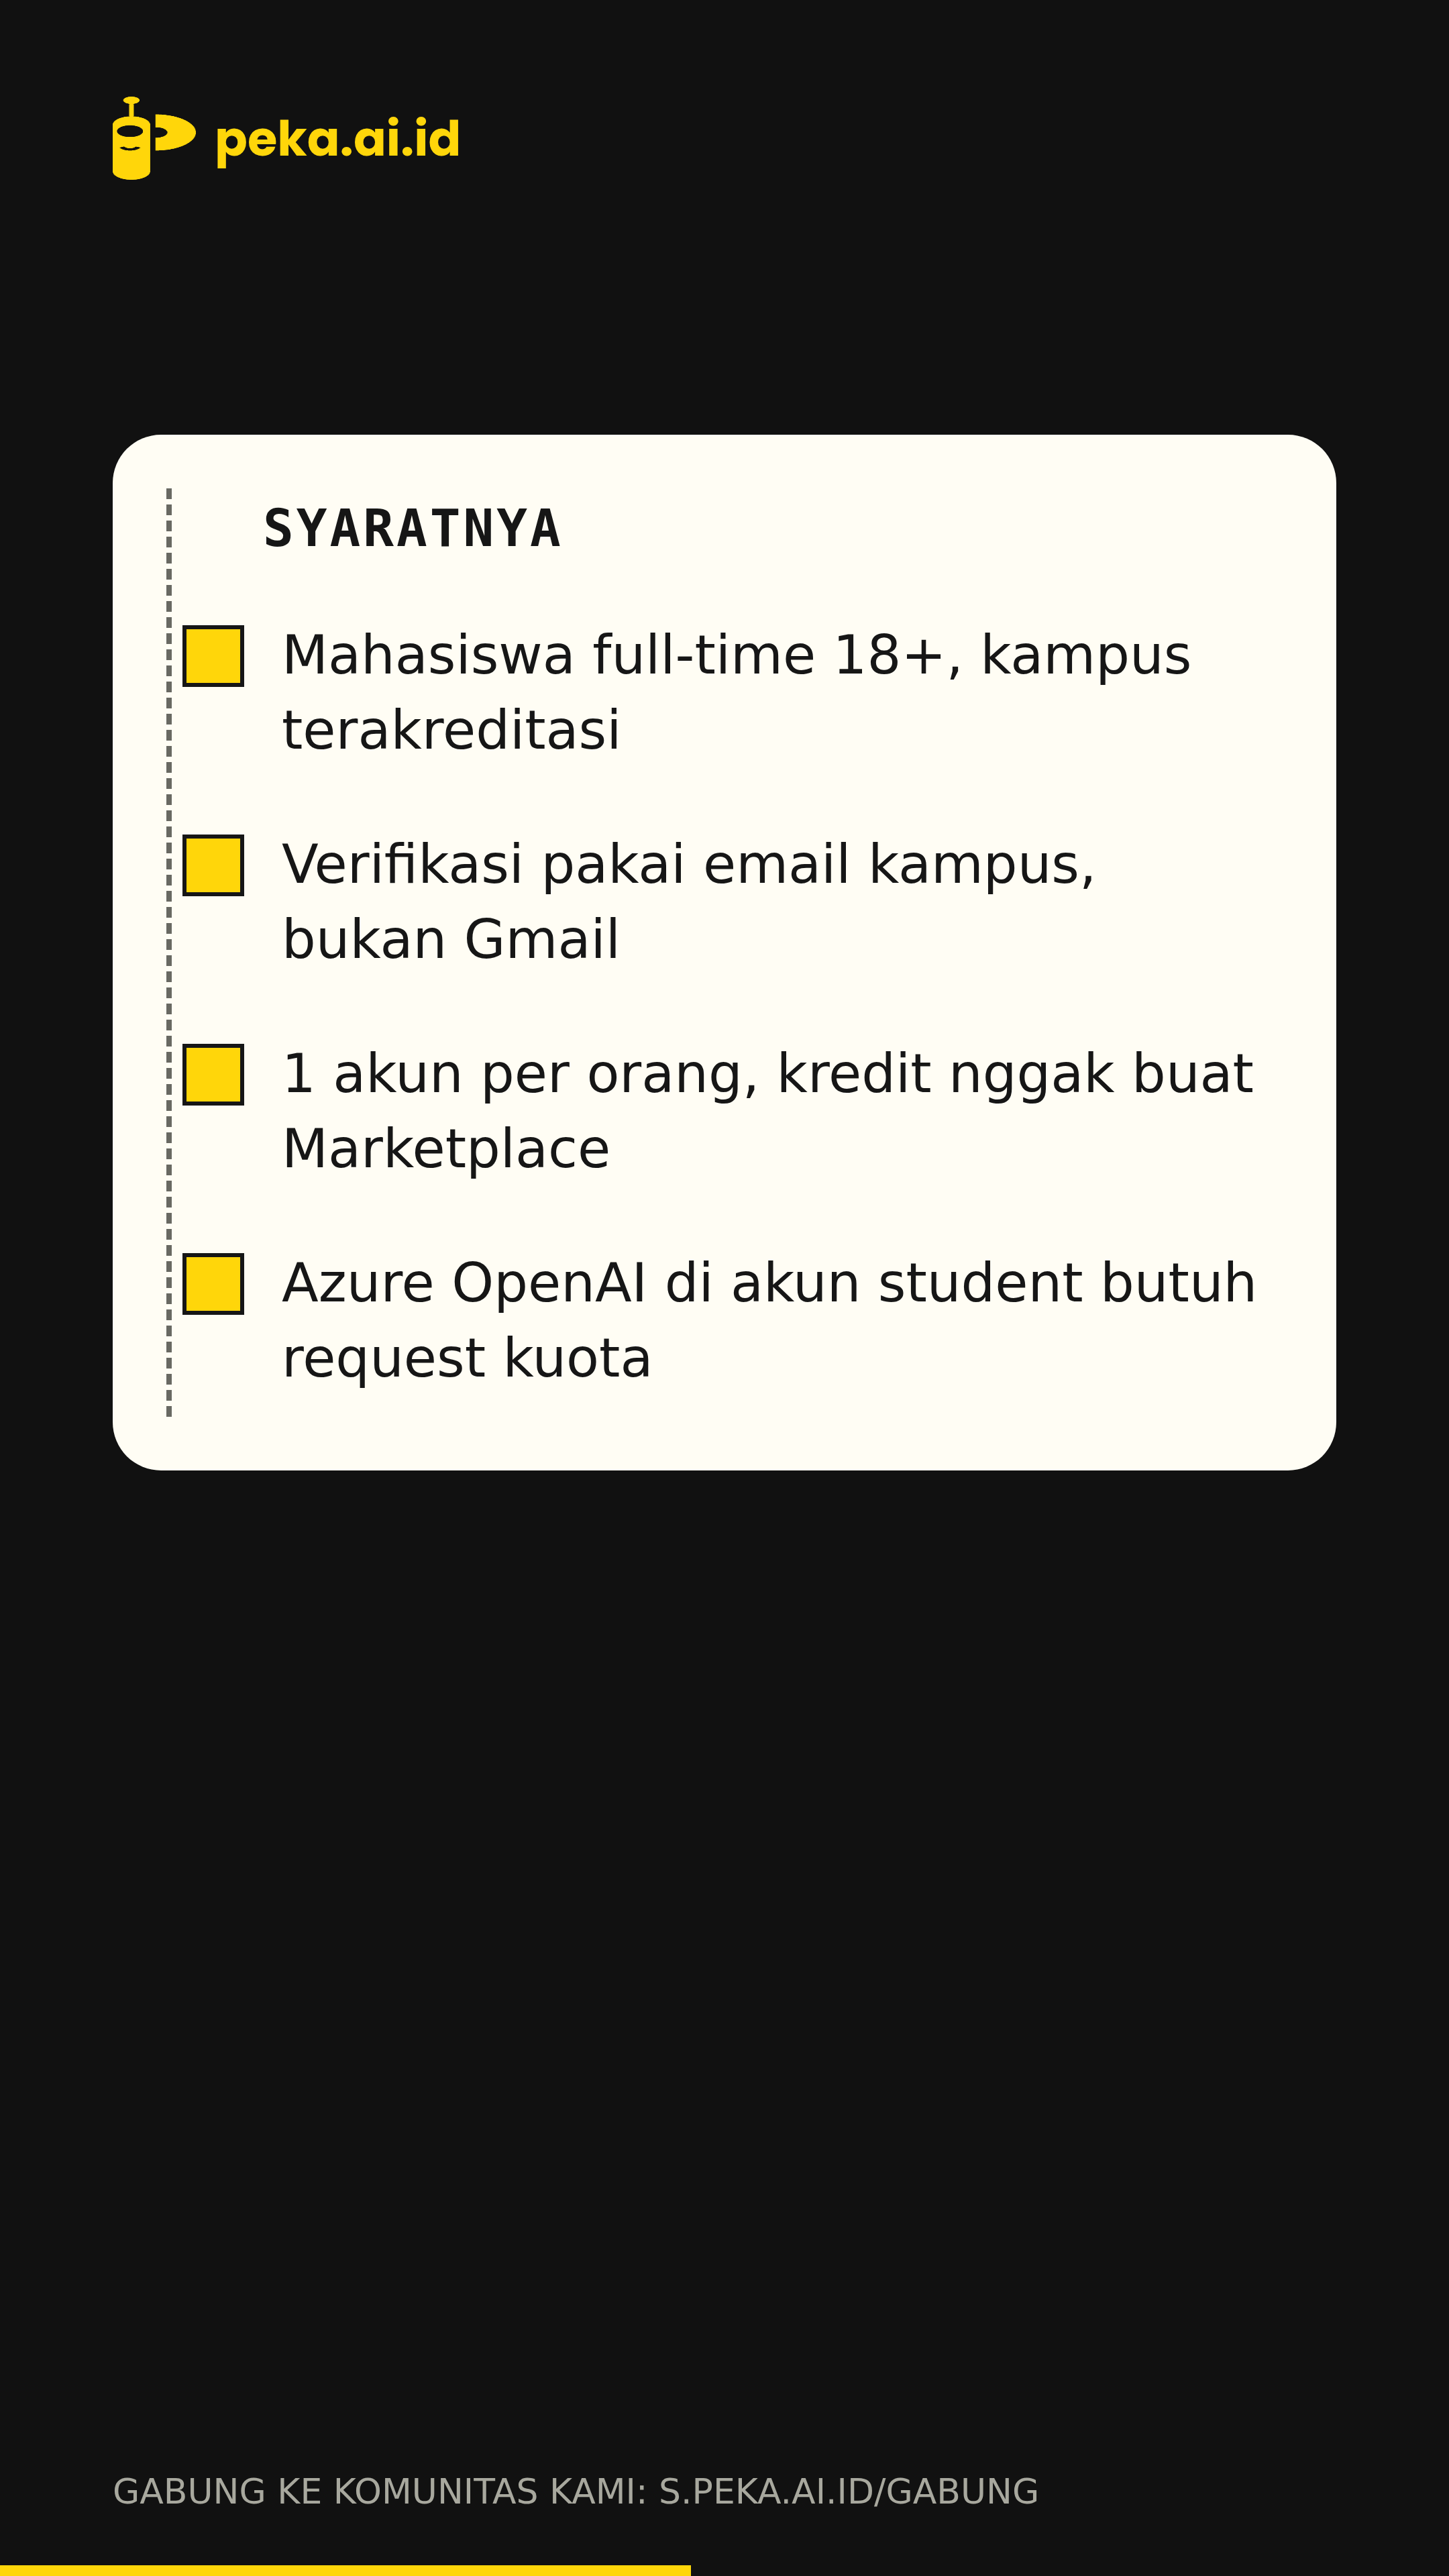 peka.ai.id
SYARATNYA
Mahasiswa full-time 18+, kampus
terakreditasi
Verifikasi pakai email kampus,
bukan Gmail
1 akun per orang, kredit nggak buat
Marketplace
Azure OpenAI di akun student butuh
request kuota
GABUNG KE KOMUNITAS KAMI: S.PEKA.AI.ID/GABUNG